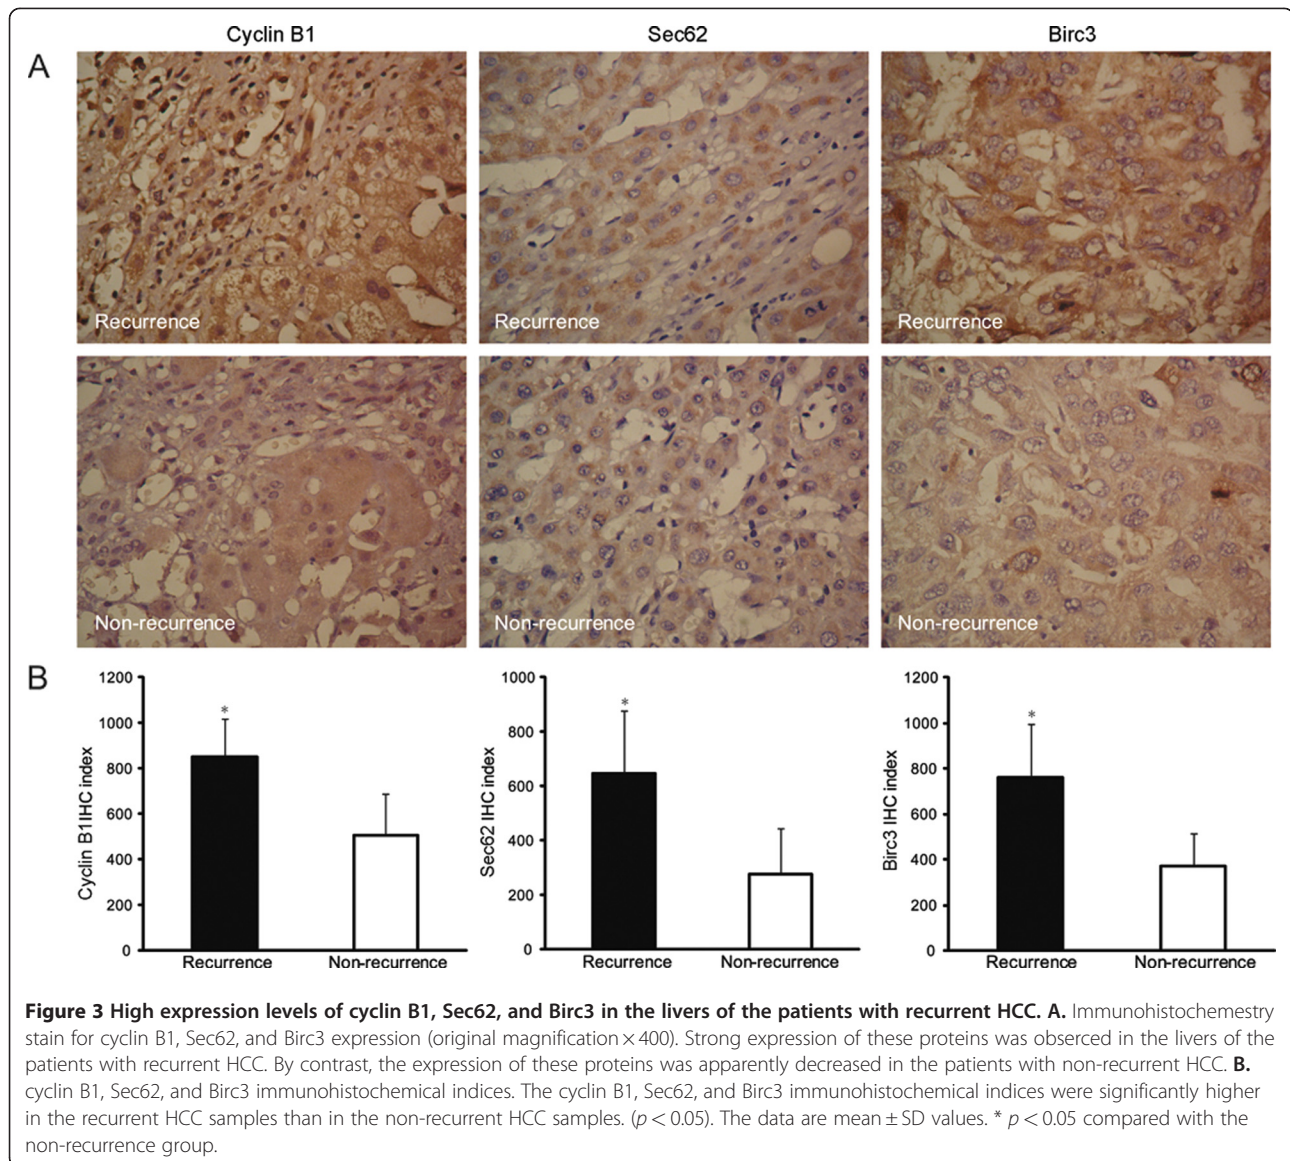 Cyclin B1
Sec62
Birc3
A
Recurrence
Recurrence
Recurrence
Non-recurrence
Non-recurrence
Non-recurrence
B
Cyclin B1IHC index
1200
1000
800
600
400
200
0
*
Recurrence
Non-recurrence
Sec62 IHC index
1000
800
600
400
200
0
*
Recurrence
Non-recurrence
Birc3 IHC index
1200
1000
800
600
400
200
0
*
Recurrence
Non-recurrence
Figure 3 High expression levels of cyclin B1, Sec62, and Birc3 in the livers of the patients with recurrent HCC. A. Immunohistochemestry
stain for cyclin B1, Sec62, and Birc3 expression (original magnification × 400). Strong expression of these proteins was obserced in the livers of the
patients with recurrent HCC. By contrast, the expression of these proteins was apparently decreased in the patients with non-recurrent HCC. B.
cyclin B1, Sec62, and Birc3 immunohistochemical indices. The cyclin B1, Sec62, and Birc3 immunohistochemical indices were significantly higher
in the recurrent HCC samples than in the non-recurrent HCC samples. (p < 0.05). The data are mean ± SD values. * p < 0.05 compared with the
non-recurrence group.